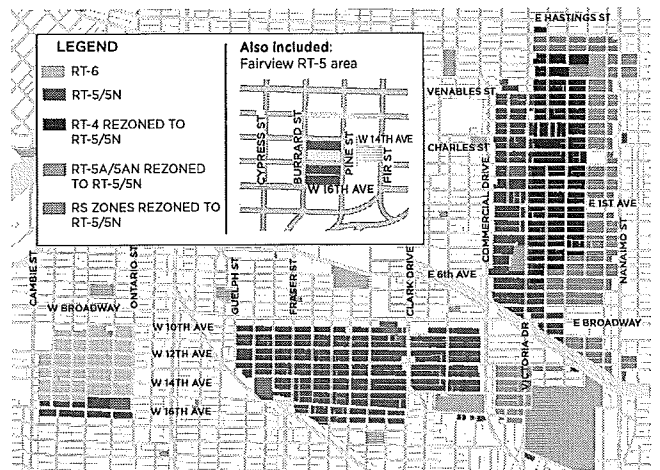 E HASTINGS ST
LEGEND
RT-6
RT-5/5N
RT-4 REZONED TO
RT-5/5N
RT-5A/5AN REZONED
TO RT-5/5N
RS ZONES REZONED TO
RT-5/5N
Also included:
Fairview RT-5 area
CYPRESS ST
BURRARD ST
PINE ST
W 14TH AVE
FIR ST
W 16TH AVE
VENABLES ST
CHARLES ST
COMMERCIAL DRIVE
E 1ST AVE
NANAIMO ST
CAMBIE ST
ONTARIO ST
GUELPH ST
FRASER ST
CLARK DRIVE
E 6th AVE
W BROADWAY
E BROADWAY
VICTORIA DR
W 10TH AVE
W 12TH AVE
W 14TH AVE
W 16TH AVE